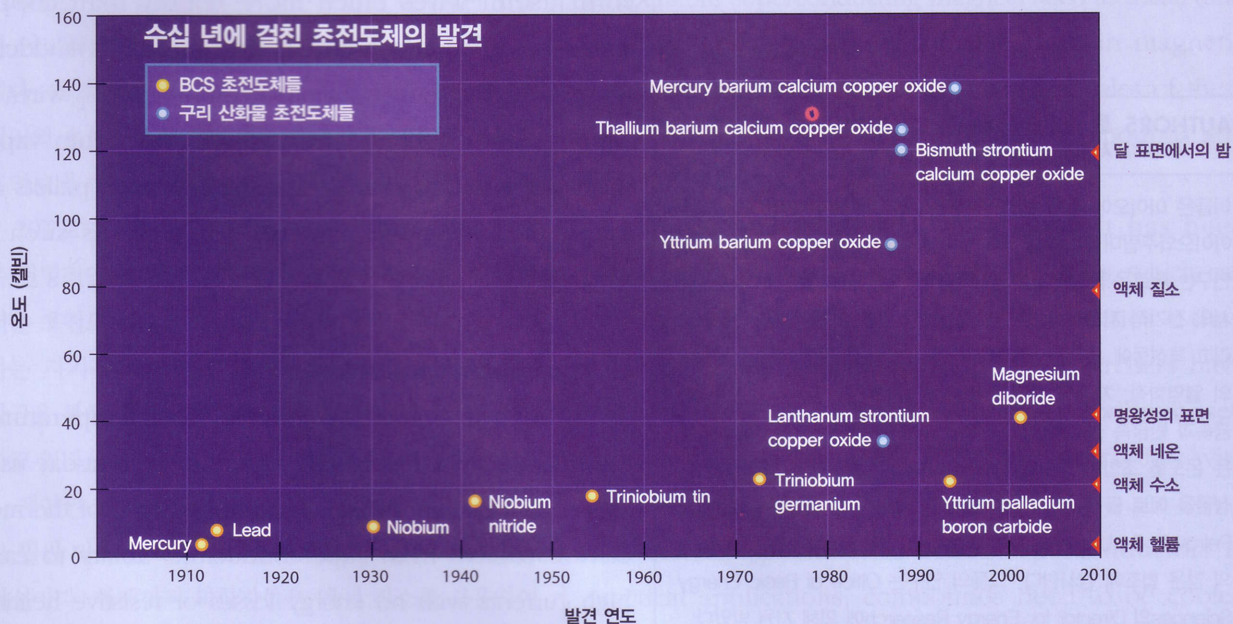 수십 년에 걸친 초전도체의 발견
BCS 초전도체들
구리 산화물 초전도체들
온도 (캘빈)
160
140
120
100
80
60
40
20
0
Mercury barium calcium copper oxide
Thallium barium calcium copper oxide
Bismuth strontium
calcium copper oxide
Yttrium barium copper oxide
Magnesium
diboride
Lanthanum strontium
copper oxide
Triniobium
germanium
Yttrium palladium
boron carbide
Triniobium tin
Niobium
nitride
Niobium
Lead
Mercury
달 표면에서의 밤
액체 질소
명왕성의 표면
액체 네온
액체 수소
액체 헬륨
1910
1920
1930
1940
1950
1960
1970
1980
1990
2000
2010
발견 연도